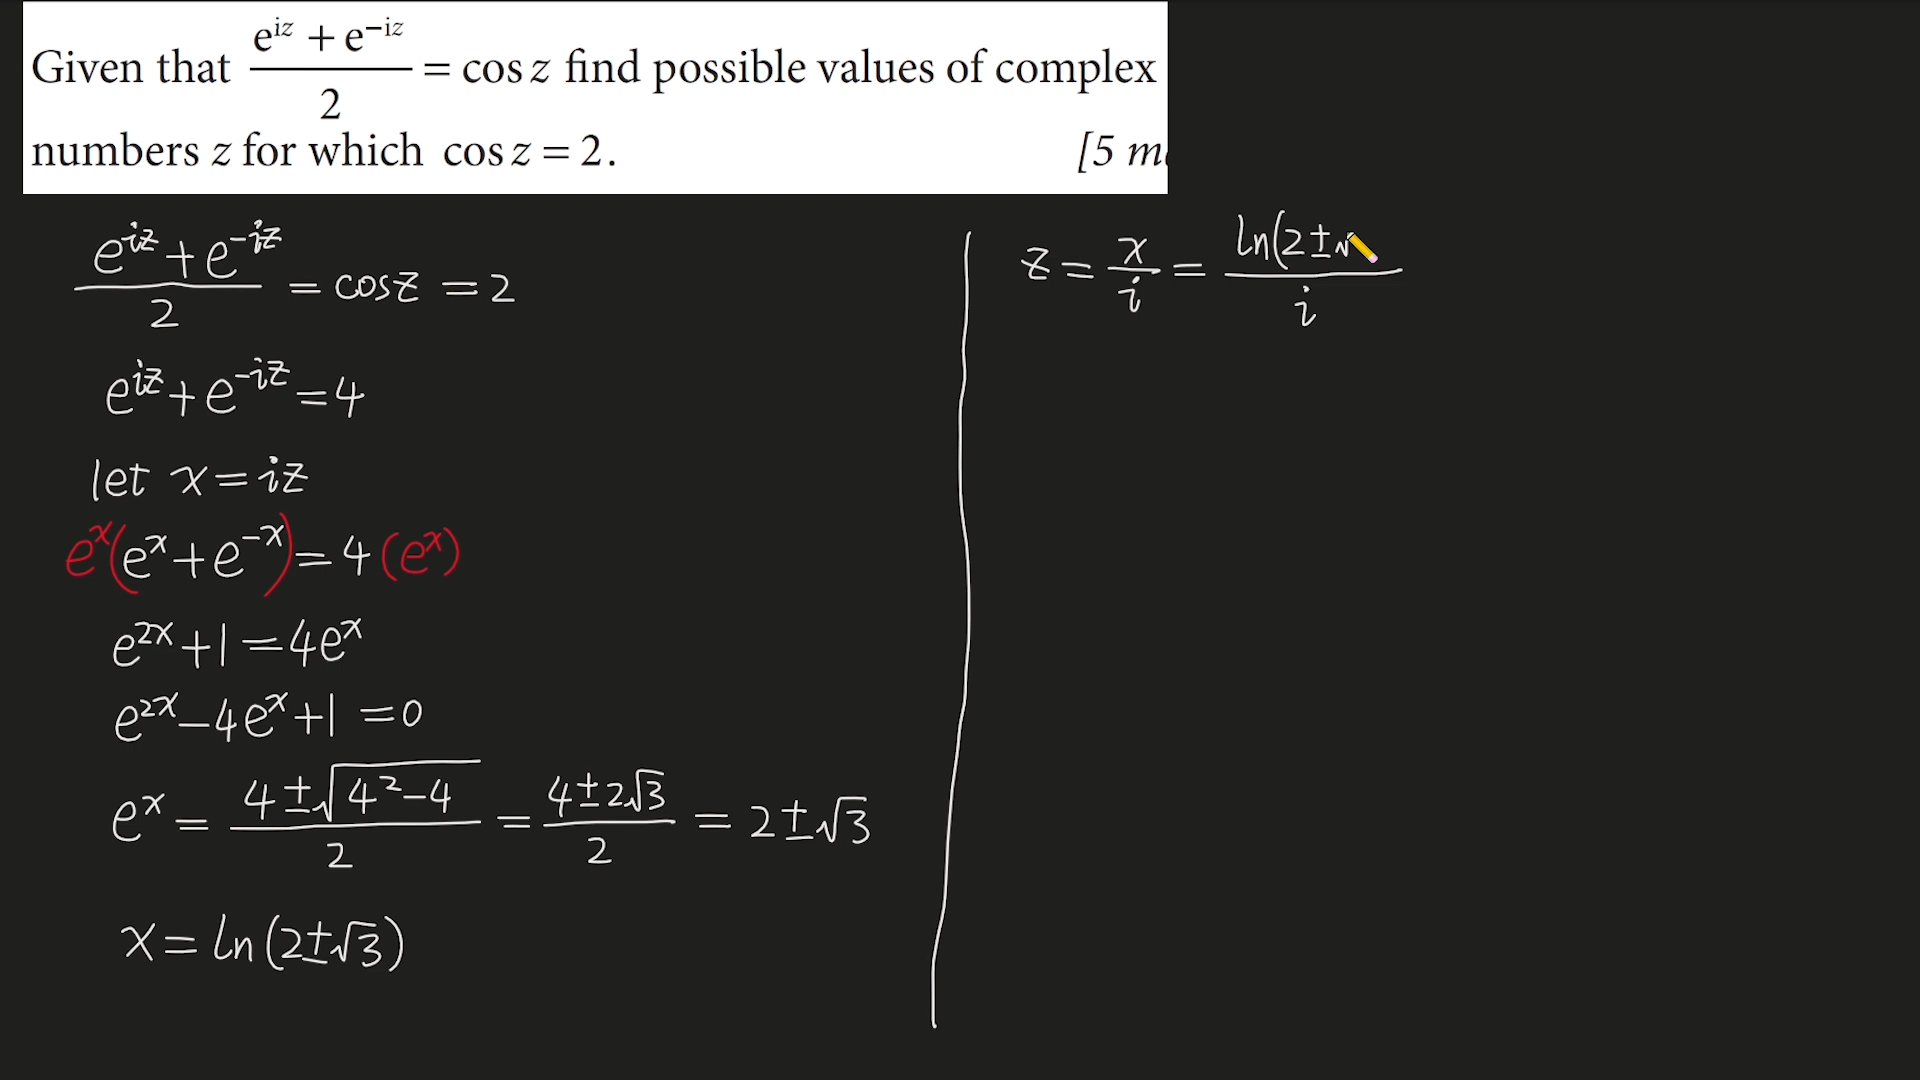 Given that (e^{iz} + e^{-iz})/2 = cos z find possible values of complex
numbers z for which cos z = 2. [5 m
(e^{iz} + e^{-iz})/2 = cosz = 2
e^{iz} + e^{-iz} = 4
let x = iz
e^x(e^x + e^{-x}) = 4(e^x)
e^{2x} + 1 = 4e^x
e^{2x} - 4e^x + 1 = 0
e^x = (4 ± √(4² - 4))/2 = (4 ± 2√3)/2 = 2 ± √3
x = ln(2 ± √3)
z = x/i = ln(2 ± √ / i